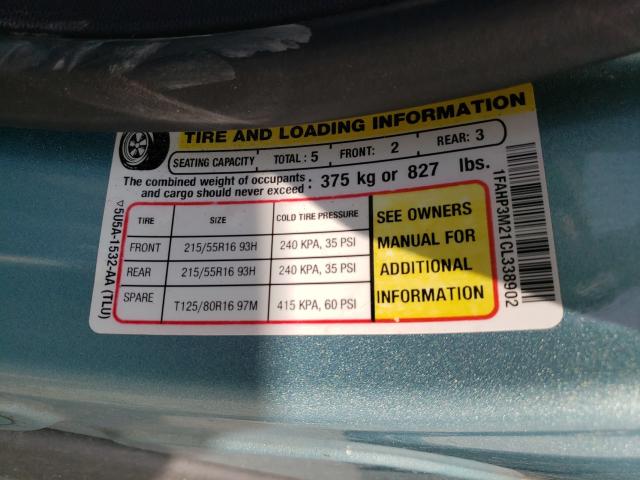 TIRE AND LOADING INFORMATION
SEATING CAPACITY TOTAL : 5 FRONT: 2 REAR: 3
The combined weight of occupants and cargo should never exceed : 375 kg or 827 lbs.
TIRE SIZE COLD TIRE PRESSURE
FRONT 215/55R16 93H 240 KPA, 35 PSI
REAR 215/55R16 93H 240 KPA, 35 PSI
SPARE T125/80R16 97M 415 KPA, 60 PSI
SEE OWNERS
MANUAL FOR
ADDITIONAL
INFORMATION
▽5U5A-1532-AA (TLU)
1FAHP3M21CL338902